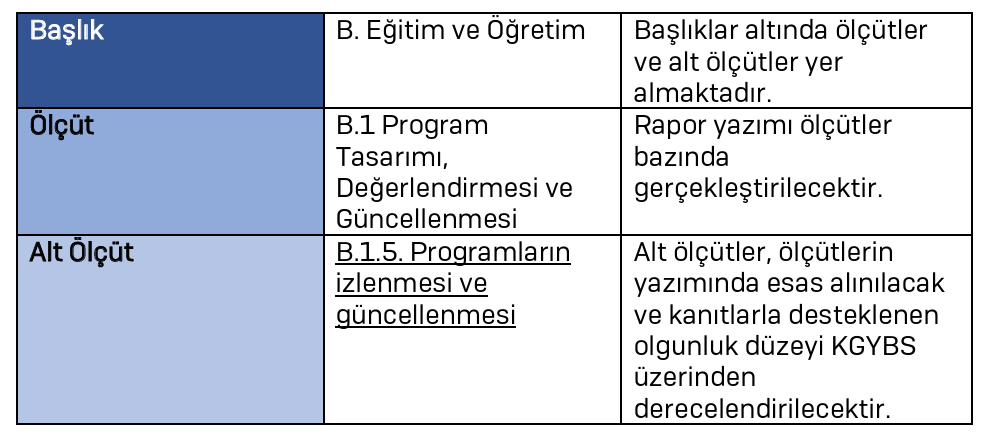 Başlık
B. Eğitim ve Öğretim
Başlıklar altında ölçütler
ve alt ölçütler yer
almaktadır.
Ölçüt
B.1 Program
Tasarımı,
Değerlendirmesi ve
Güncellenmesi
Rapor yazımı ölçütler
bazında
gerçekleştirilecektir.
Alt Ölçüt
B.1.5. Programların
izlenmesi ve
güncellenmesi
Alt ölçütler, ölçütlerin
yazımında esas alınılacak
ve kanıtlarla desteklenen
olgunluk düzeyi KGYBS
üzerinden
derecelendirilecektir.